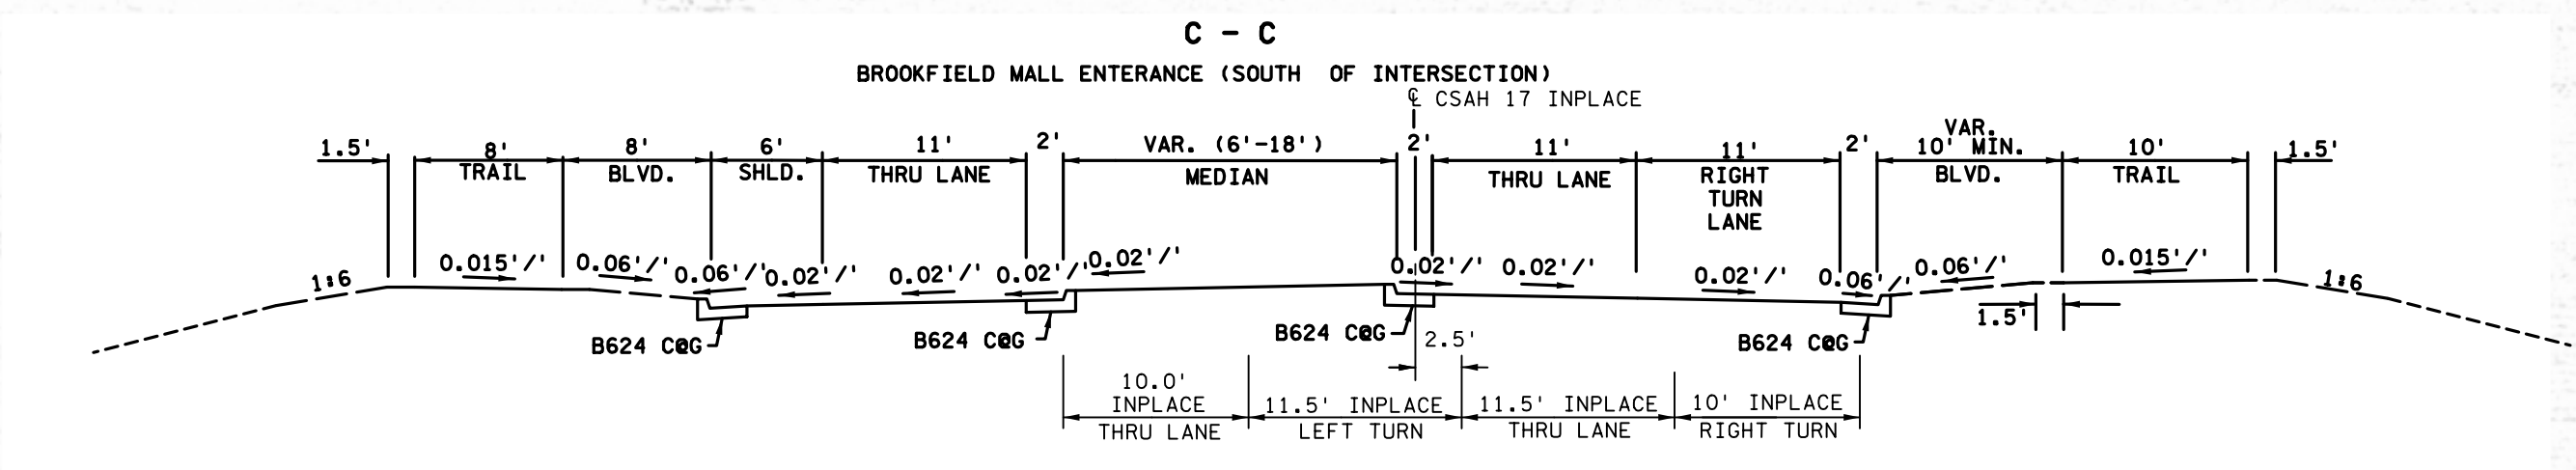 C - C
BROOKFIELD MALL ENTERANCE (SOUTH OF INTERSECTION)
℄ CSAH 17 INPLACE
1.5'
8'
TRAIL
8'
BLVD.
6'
SHLD.
11'
THRU LANE
2'
VAR. (6'-18')
MEDIAN
2'
11'
THRU LANE
11'
RIGHT
TURN
LANE
2'
VAR.
10' MIN.
BLVD.
10'
TRAIL
1.5'
1:6
0.015'/'
0.06'/'
0.06'/'
0.02'/'
0.02'/'
0.02'/'
0.02'/'
0.02'/'
0.02'/'
0.02'/'
0.06'/'
0.06'/'
0.015'/'
1:6
1.5'
B624 C@G
B624 C@G
B624 C@G
B624 C@G
2.5'
10.0'
INPLACE
THRU LANE
11.5' INPLACE
LEFT TURN
11.5' INPLACE
THRU LANE
10' INPLACE
RIGHT TURN